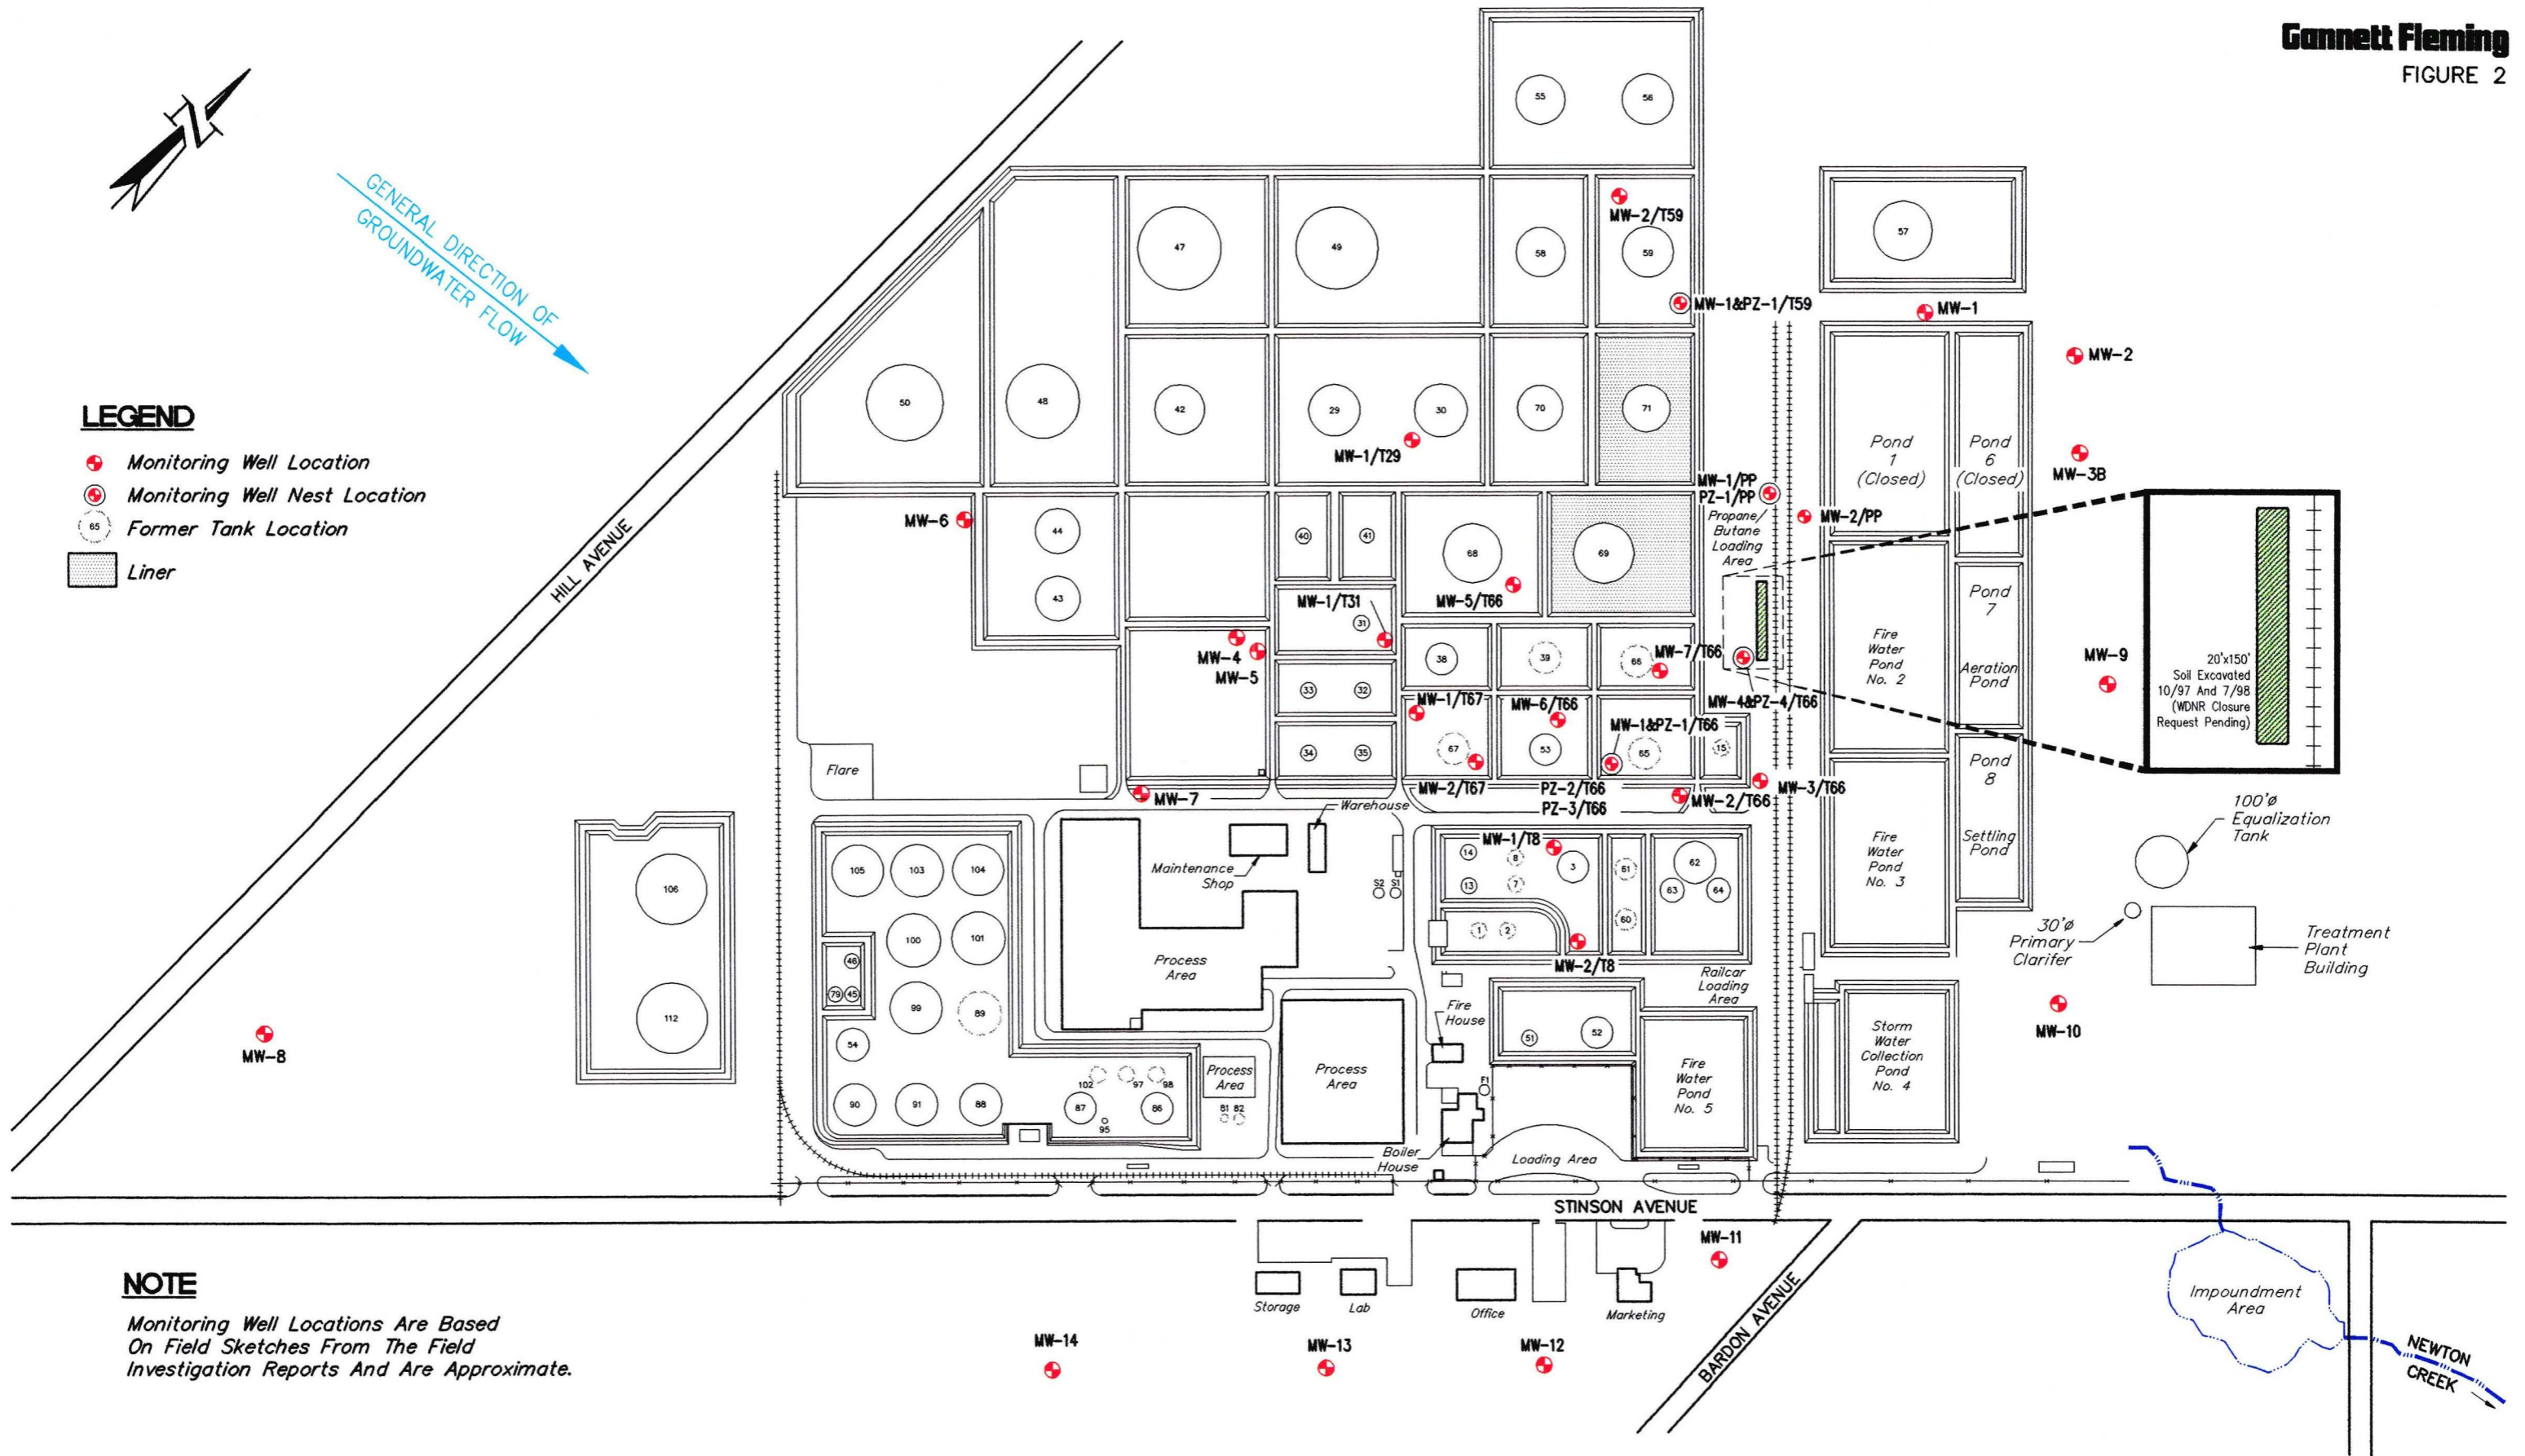 Gannett Fleming
FIGURE 2
N
GENERAL DIRECTION OF
GROUNDWATER FLOW
LEGEND
Monitoring Well Location
Monitoring Well Nest Location
65
Former Tank Location
Liner
HILL AVENUE
55
56
47
49
58
MW-2/T59
59
57
MW-1&PZ-1/T59
MW-1
MW-2
50
48
42
29
30
MW-1/T29
70
71
Pond
1
(Closed)
Pond
6
(Closed)
MW-3B
MW-1/PP
PZ-1/PP
Propane/
Butane
Loading
Area
MW-2/PP
MW-6
44
43
40
41
68
69
MW-5/T66
MW-1/T31
31
MW-4
MW-5
33
32
34
35
38
39
66
MW-7/T66
MW-4&PZ-4/T66
MW-1/T67
MW-6/T66
MW-1&PZ-1/T66
67
53
65
15
MW-2/T67
PZ-2/T66
PZ-3/T66
MW-2/T66
MW-3/T66
Fire
Water
Pond
No. 2
Pond
7
Aeration
Pond
MW-9
20'x150'
Soil Excavated
10/97 And 7/98
(WDNR Closure
Request Pending)
Flare
MW-7
Warehouse
Maintenance
Shop
S2
S1
Process
Area
106
112
105
103
104
100
101
46
79
45
99
89
54
90
91
88
102
97
98
87
86
95
Process
Area
81
82
Process
Area
MW-1/T8
14
8
3
13
7
1
2
MW-2/T8
61
60
62
63
64
Railcar
Loading
Area
Fire
House
51
52
F1
Fire
Water
Pond
No. 5
Boiler
House
Loading Area
Fire
Water
Pond
No. 3
Pond
8
Settling
Pond
Storm
Water
Collection
Pond
No. 4
100'ø
Equalization
Tank
30'ø
Primary
Clarifer
Treatment
Plant
Building
MW-10
MW-8
STINSON AVENUE
MW-11
Storage
Lab
Office
Marketing
BARDON AVENUE
MW-14
MW-13
MW-12
Impoundment
Area
NEWTON
CREEK
NOTE
Monitoring Well Locations Are Based
On Field Sketches From The Field
Investigation Reports And Are Approximate.